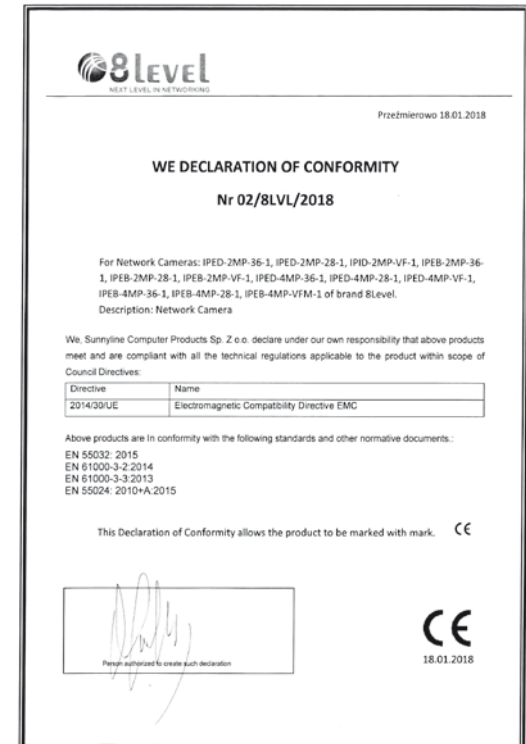 8level
NEXT LEVEL IN NETWORKING
Przeźmierowo 18.01.2018
WE DECLARATION OF CONFORMITY
Nr 02/8LVL/2018
For Network Cameras: IPED-2MP-36-1, IPED-2MP-28-1, IPID-2MP-VF-1, IPEB-2MP-36-
1, IPEB-2MP-28-1, IPEB-2MP-VF-1, IPED-4MP-36-1, IPED-4MP-28-1, IPED-4MP-VF-1,
IPEB-4MP-36-1, IPEB-4MP-28-1, IPEB-4MP-VFM-1 of brand 8Level.
Description: Network Camera
We, Sunnyline Computer Products Sp. Z o.o. declare under our own responsibility that above products
meet and are compliant with all the technical regulations applicable to the product within scope of
Council Directives:
Directive Name
2014/30/UE Electromagnetic Compatibility Directive EMC
Above products are In conformity with the following standards and other normative documents.:
EN 55032: 2015
EN 61000-3-2:2014
EN 61000-3-3:2013
EN 55024: 2010+A:2015
This Declaration of Conformity allows the product to be marked with mark. CE
Person authorized to create such declaration
CE
18.01.2018